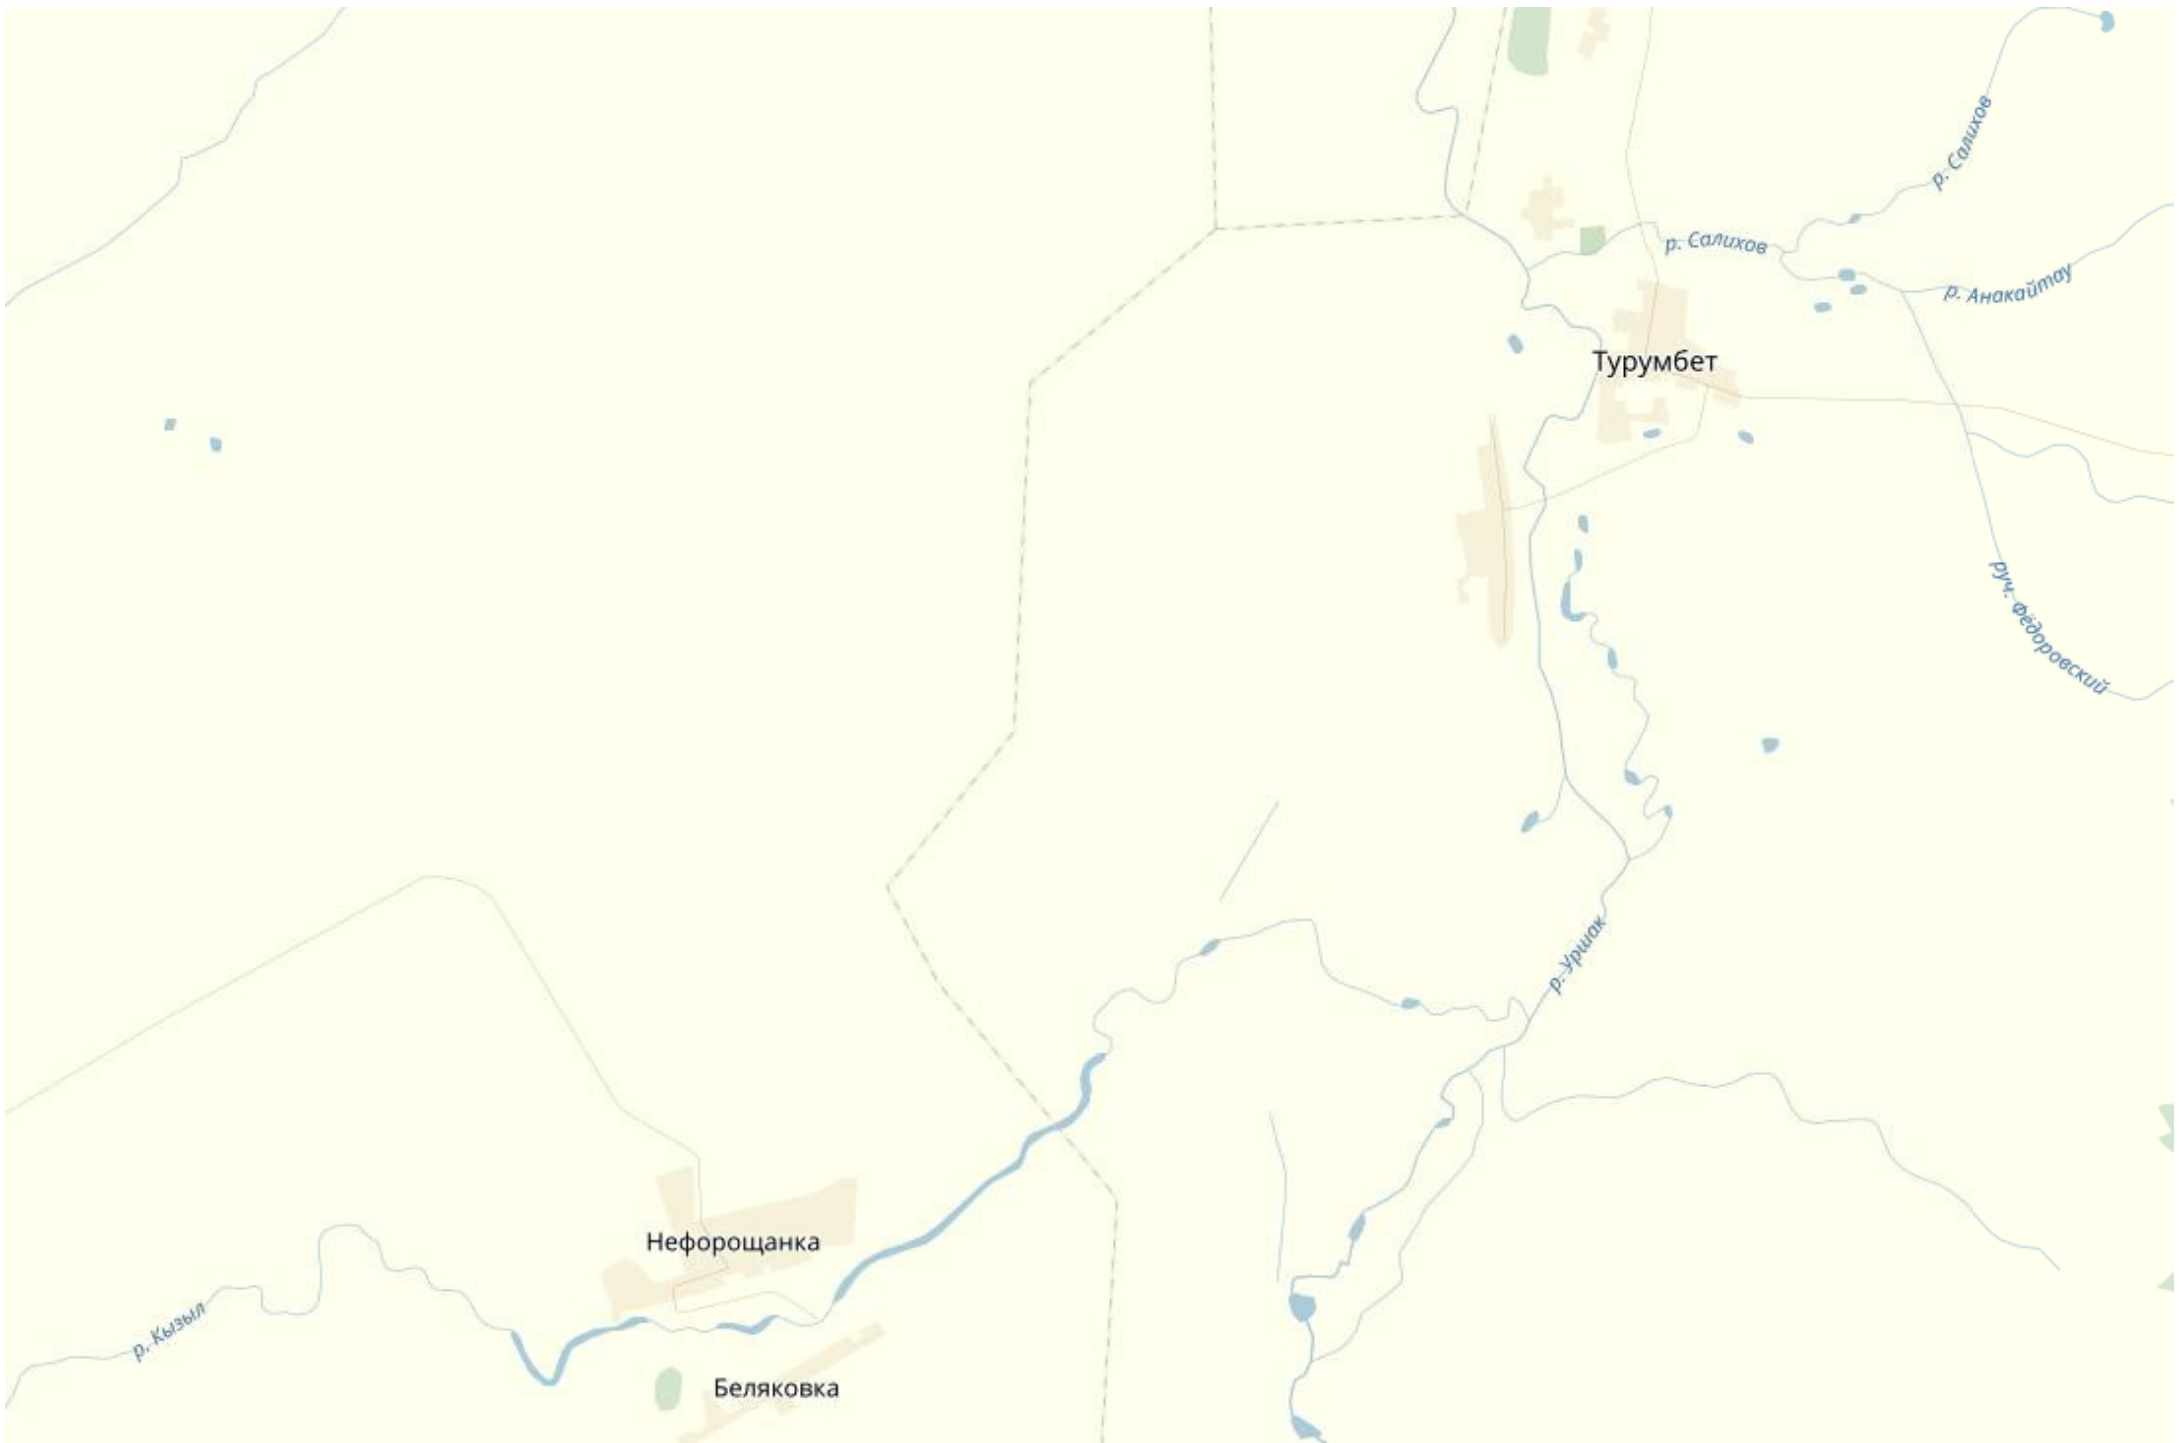 р. Салихов
р. Салихов
р. Анакайтау
Турумбет
руч. Фёдоровский
р. Уршак
Нефорощанка
р. Кызыл
Беляковка